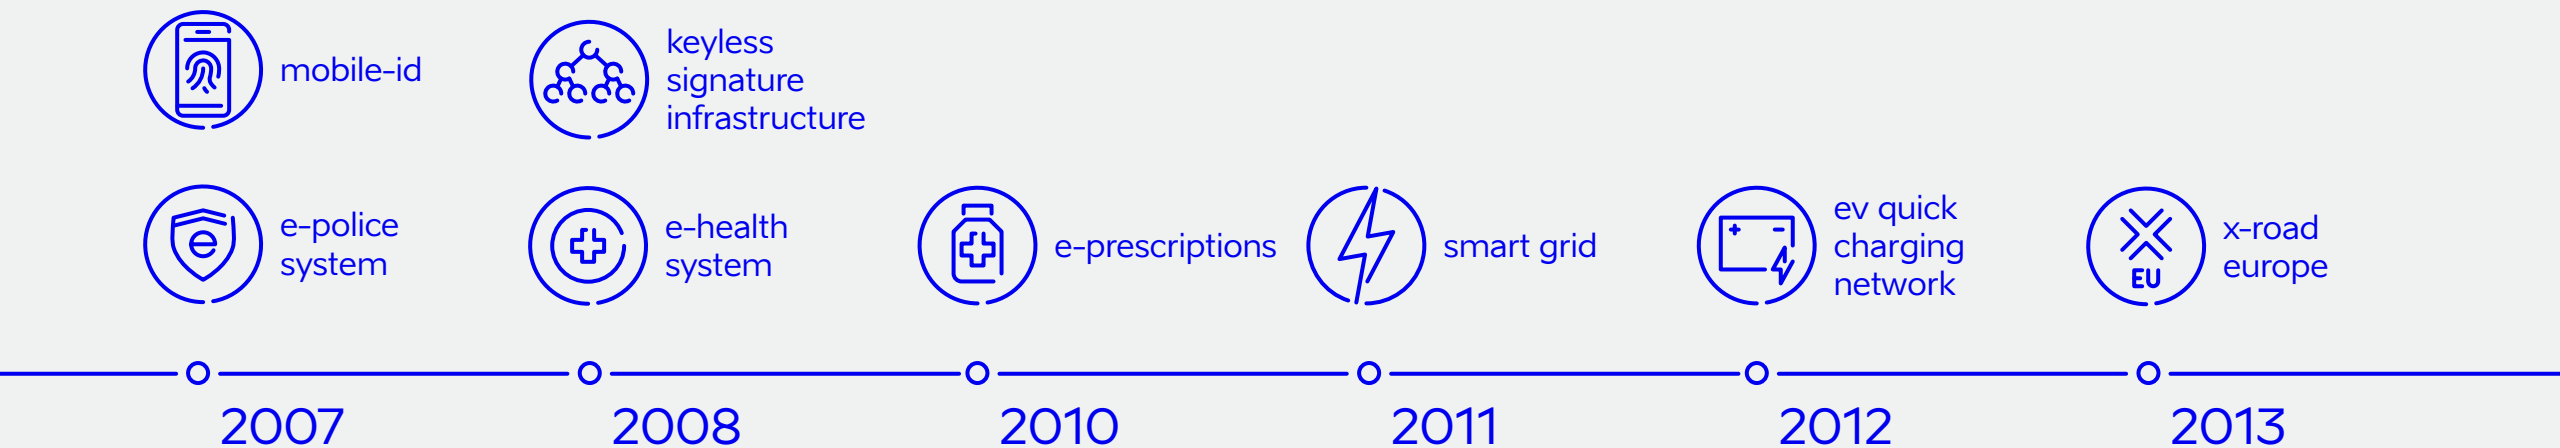 mobile-id
keyless
signature
infrastructure
e-police
system
e-health
system
e-prescriptions
smart grid
ev quick
charging
network
EU
x-road
europe
2007
2008
2010
2011
2012
2013